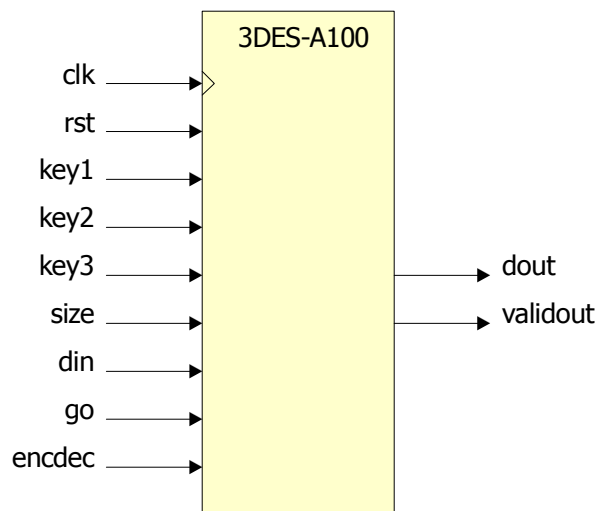 3DES-A100
clk
rst
key1
key2
key3
size
din
go
encdec
dout
validout